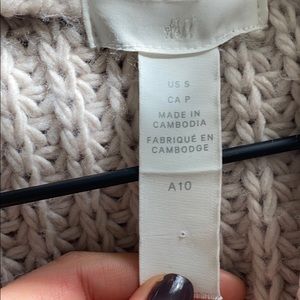 US S
CA P
MADE IN
CAMBODIA
FABRIQUÉ EN
CAMBODGE
A10